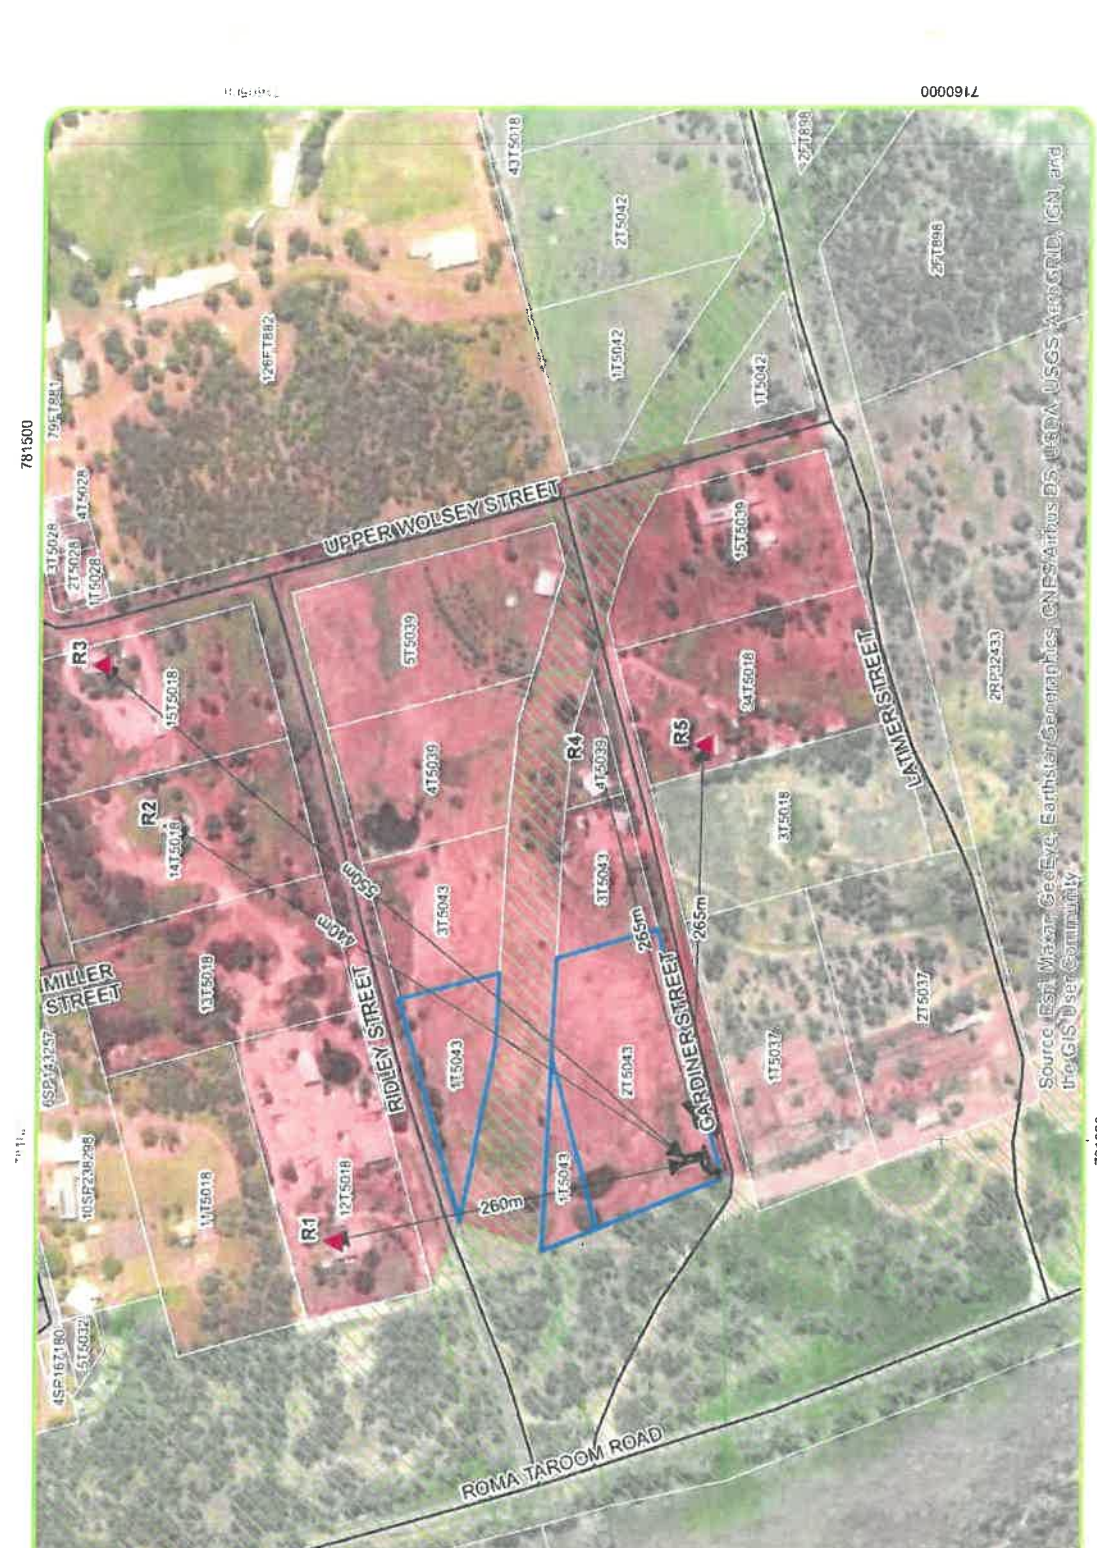 7160000
781500
43T5018
2FT898
2T5042
2FT898
126FT882
1T5042
1T5042
79FT881
3T5028
4T5028
2T5028
1T5028
UPPER WOLSEY STREET
15T5039
R3
5T5039
15T5018
2RP3243
24T5018
LATIMER STREET
R5
R4
4T5039
4T5039
R2
14T5018
3T5018
550m
3T5043
3T5043
440m
265m
265m
MILLER
STREET
13T5018
2T5037
RIDLEY STREET
GARDINER STREET
1T5043
2T5043
1T5037
10SP238298
11T5018
12T5018
1T5043
260m
R1
4SP167180
5T5032
ROMA TAROOM ROAD
Source: Esri, Maxar, GeoEye, Earthstar Geographics, CNES/Airbus DS, USDA, USGS, AeroGRID, IGN, and
the GIS User Community